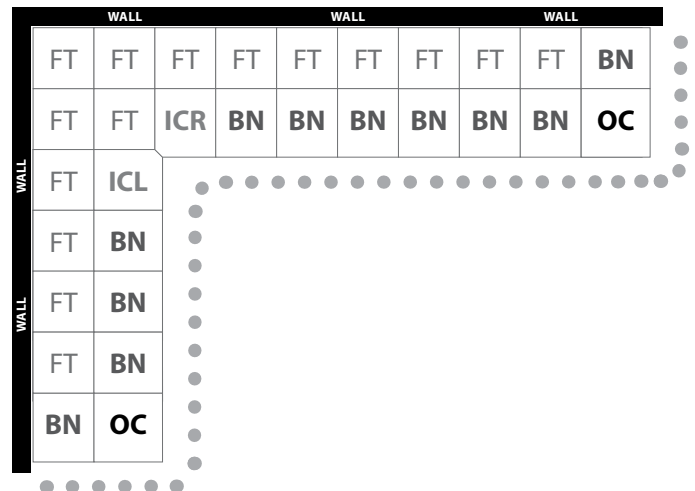 WALL WALL WALL
FT FT FT FT FT FT FT FT FT BN
FT FT ICR BN BN BN BN BN BN OC
WALL
FT ICL
FT BN
WALL
FT BN
FT BN
BN OC